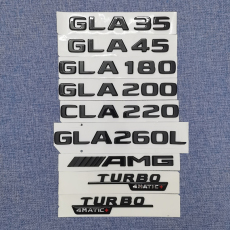 GLA35
GLA45
GLA180
GLA200
CLA220
GLA260L
AMG
TURBO
4MATIC+
TURBO
4MATIC+